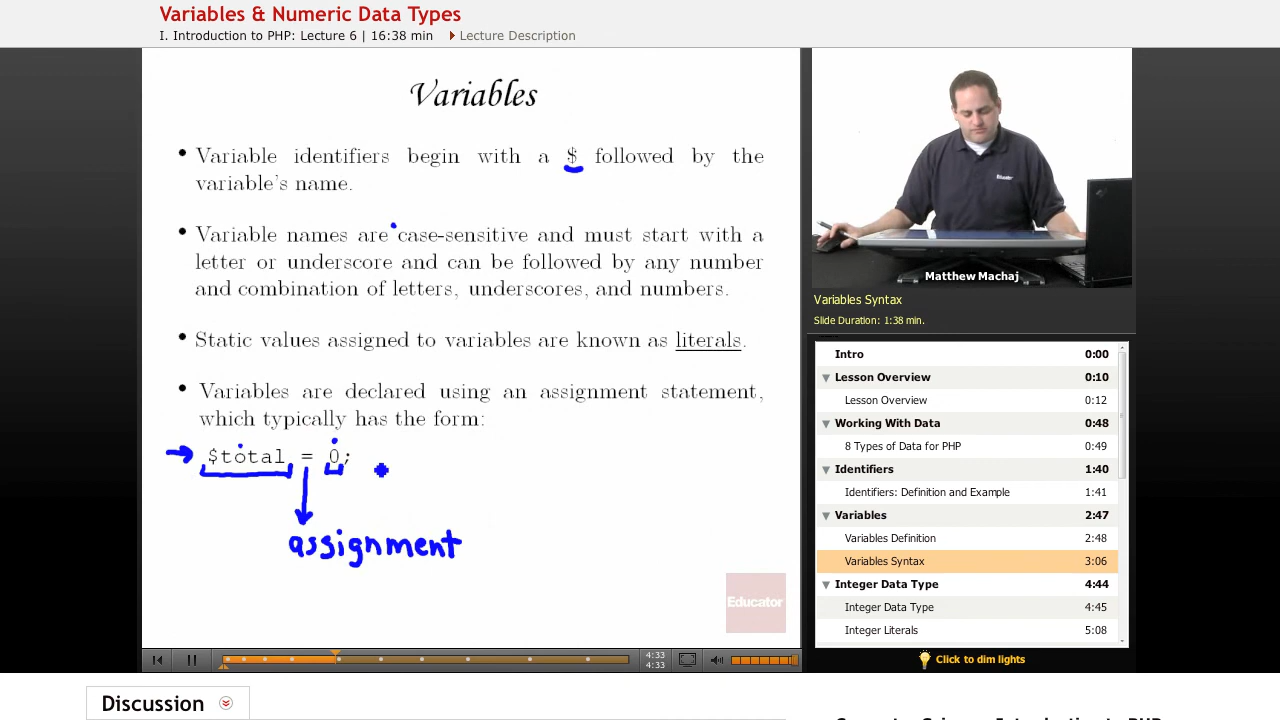 Variables & Numeric Data Types
I. Introduction to PHP: Lecture 6 | 16:38 min
Lecture Description
Variables
• Variable identifiers begin with a $ followed by the
variable's name.
• Variable names are case-sensitive and must start with a
letter or underscore and can be followed by any number
and combination of letters, underscores, and numbers.
• Static values assigned to variables are known as literals.
• Variables are declared using an assignment statement,
which typically has the form:
$total = 0;
assignment
Educator
4:33
4:33
Educator
Matthew Machaj
Variables Syntax
Slide Duration: 1:38 min.
Intro 0:00
Lesson Overview 0:10
Lesson Overview 0:12
Working With Data 0:48
8 Types of Data for PHP 0:49
Identifiers 1:40
Identifiers: Definition and Example 1:41
Variables 2:47
Variables Definition 2:48
Variables Syntax 3:06
Integer Data Type 4:44
Integer Data Type 4:45
Integer Literals 5:08
Click to dim lights
Discussion
Computer Science: Introduction to PHP